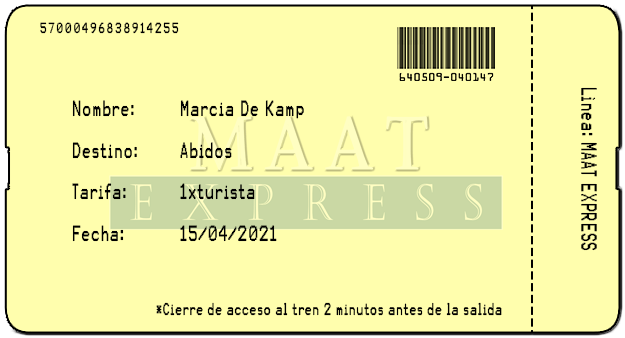 57000496838914255
640509-040147
Nombre: Marcia De Kamp
Destino: Abidos
Tarifa: 1xturista
Fecha: 15/04/2021
MAAT
EXPRESS
*Cierre de acceso al tren 2 minutos antes de la salida
Línea: MAAT EXPRESS